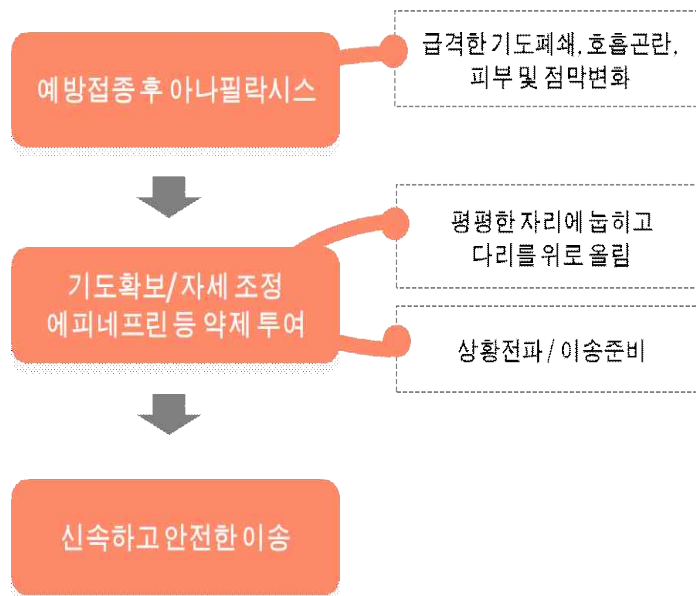 예방접종 후 아나필락시스
급격한 기도폐쇄, 호흡곤란,
피부 및 점막변화
기도확보/ 자세 조정
에피네프린 등 약제 투여
평평한 자리에 눕히고
다리를 위로 올림
상황전파 / 이송준비
신속하고 안전한 이송